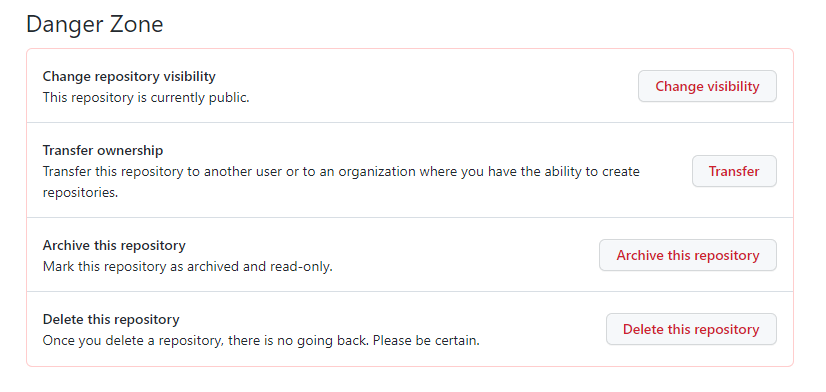 Danger Zone
Change repository visibility
This repository is currently public.
Change visibility
Transfer ownership
Transfer this repository to another user or to an organization where you have the ability to create
repositories.
Transfer
Archive this repository
Mark this repository as archived and read-only.
Archive this repository
Delete this repository
Once you delete a repository, there is no going back. Please be certain.
Delete this repository